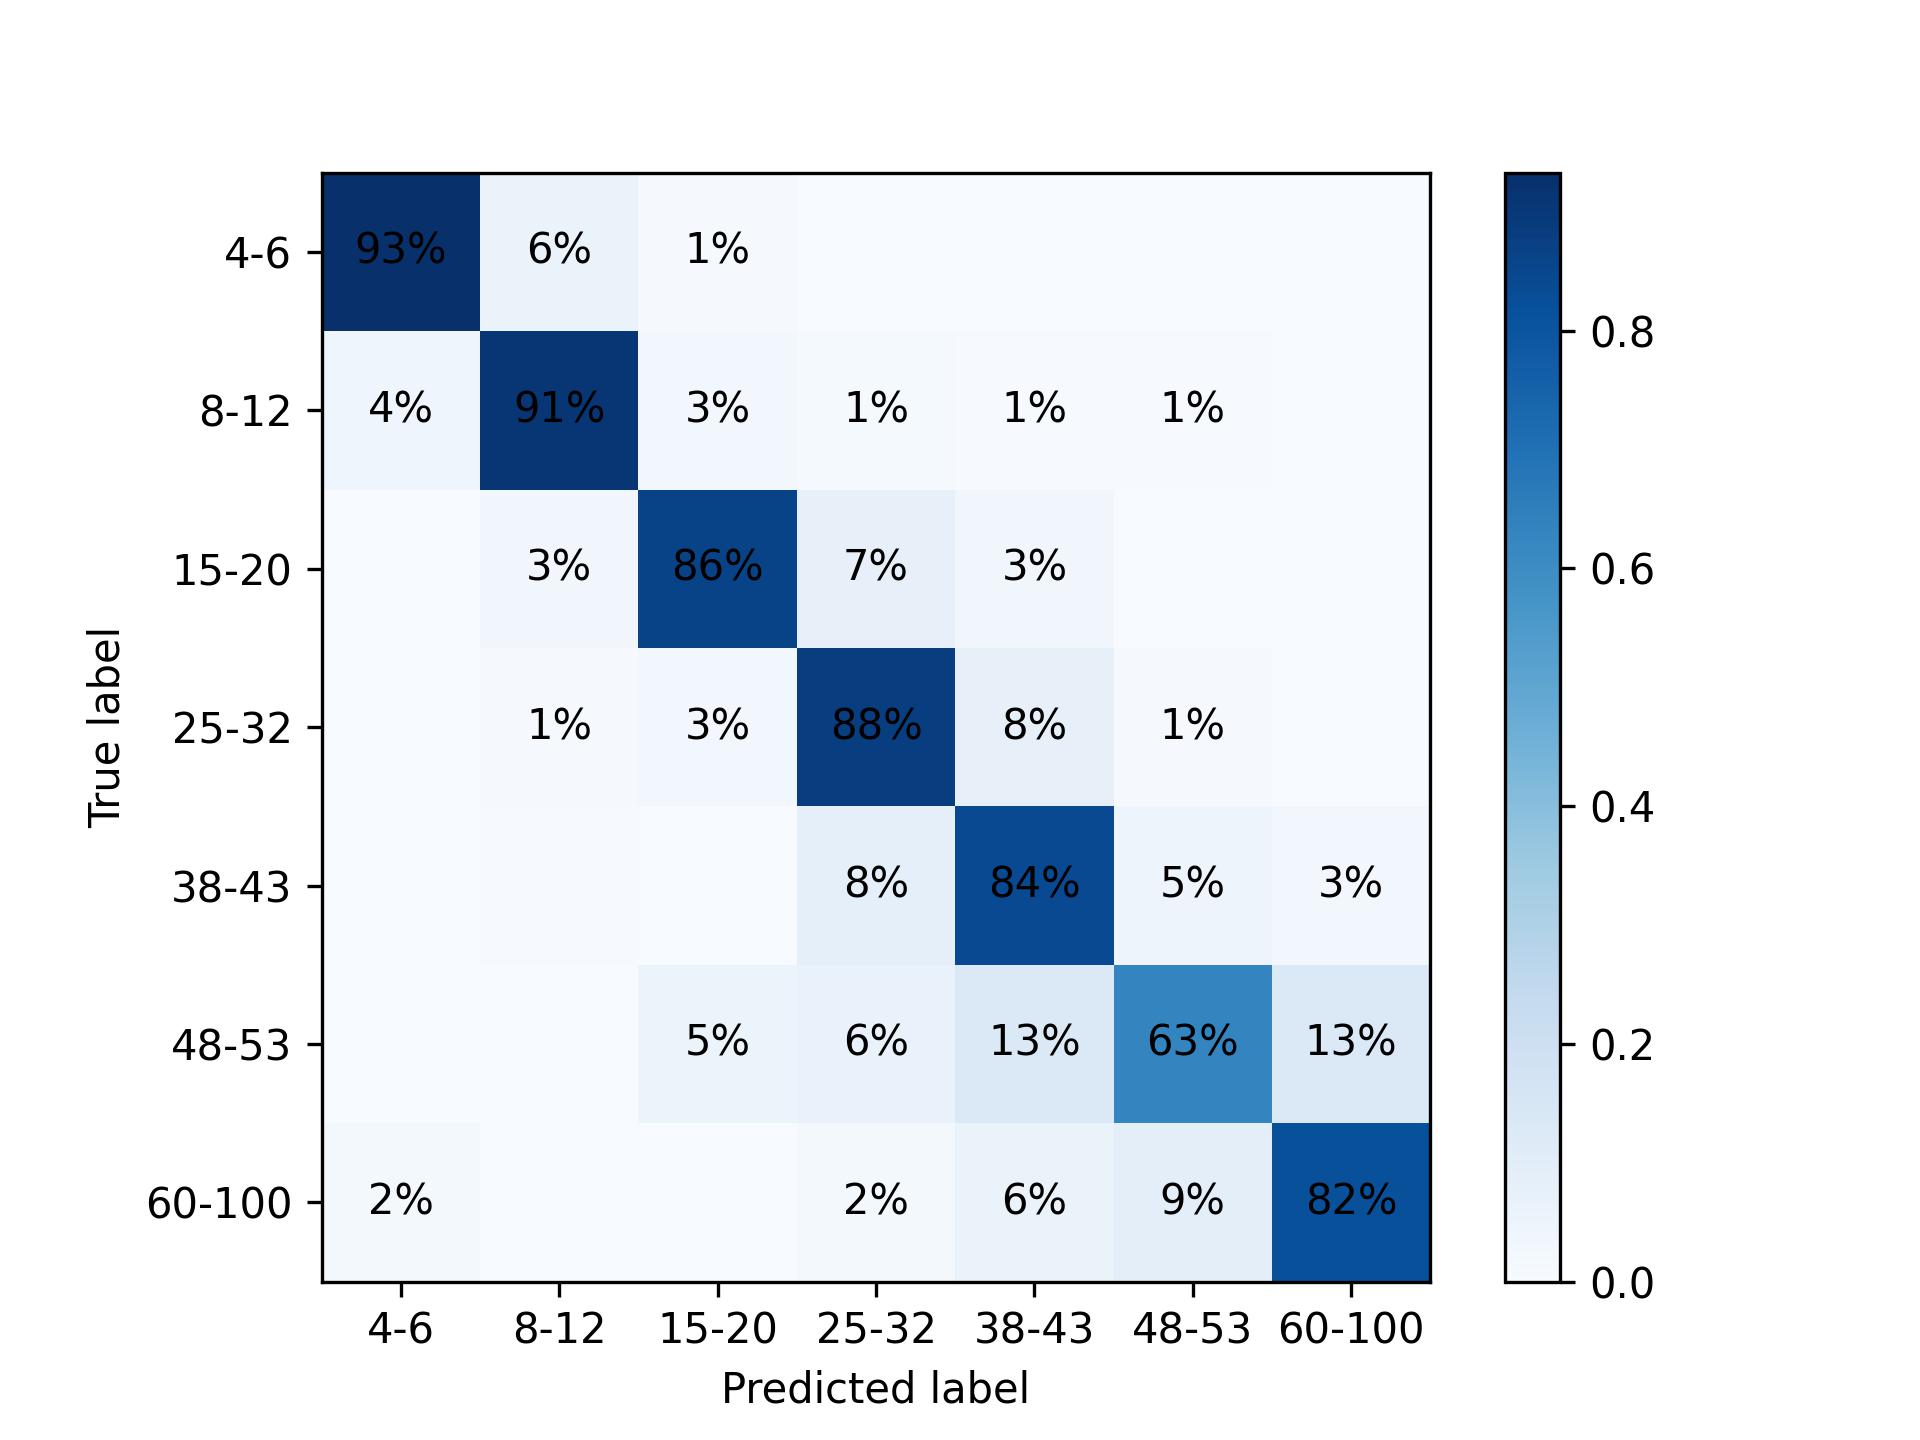 4-6 93% 6% 1%
8-12 4% 91% 3% 1% 1% 1%
15-20 3% 86% 7% 3%
25-32 1% 3% 88% 8% 1%
38-43 8% 84% 5% 3%
48-53 5% 6% 13% 63% 13%
60-100 2% 2% 6% 9% 82%
True label
4-6 8-12 15-20 25-32 38-43 48-53 60-100
Predicted label
0.8
0.6
0.4
0.2
0.0